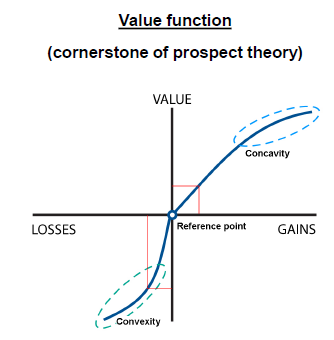 Value function
(cornerstone of prospect theory)
VALUE
Concavity
Reference point
LOSSES
GAINS
Convexity